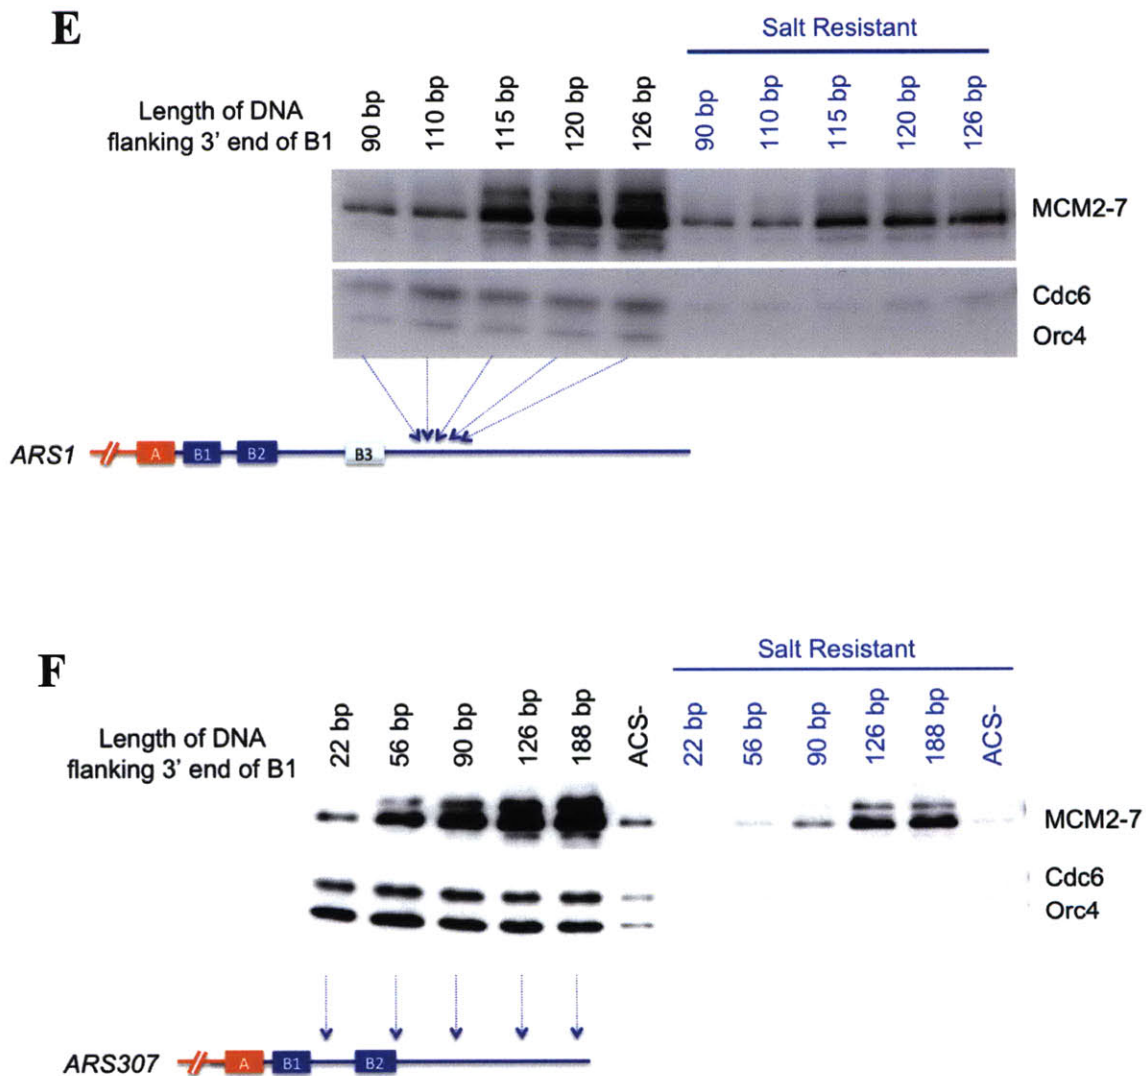 E
Salt Resistant
Length of DNA
flanking 3' end of B1
90 bp
110 bp
115 bp
120 bp
126 bp
90 bp
110 bp
115 bp
120 bp
126 bp
MCM2-7
Cdc6
Orc4
ARS1
A
B1
B2
B3
F
Salt Resistant
Length of DNA
flanking 3' end of B1
22 bp
56 bp
90 bp
126 bp
188 bp
ACS-
22 bp
56 bp
90 bp
126 bp
188 bp
ACS-
MCM2-7
Cdc6
Orc4
ARS307
A
B1
B2